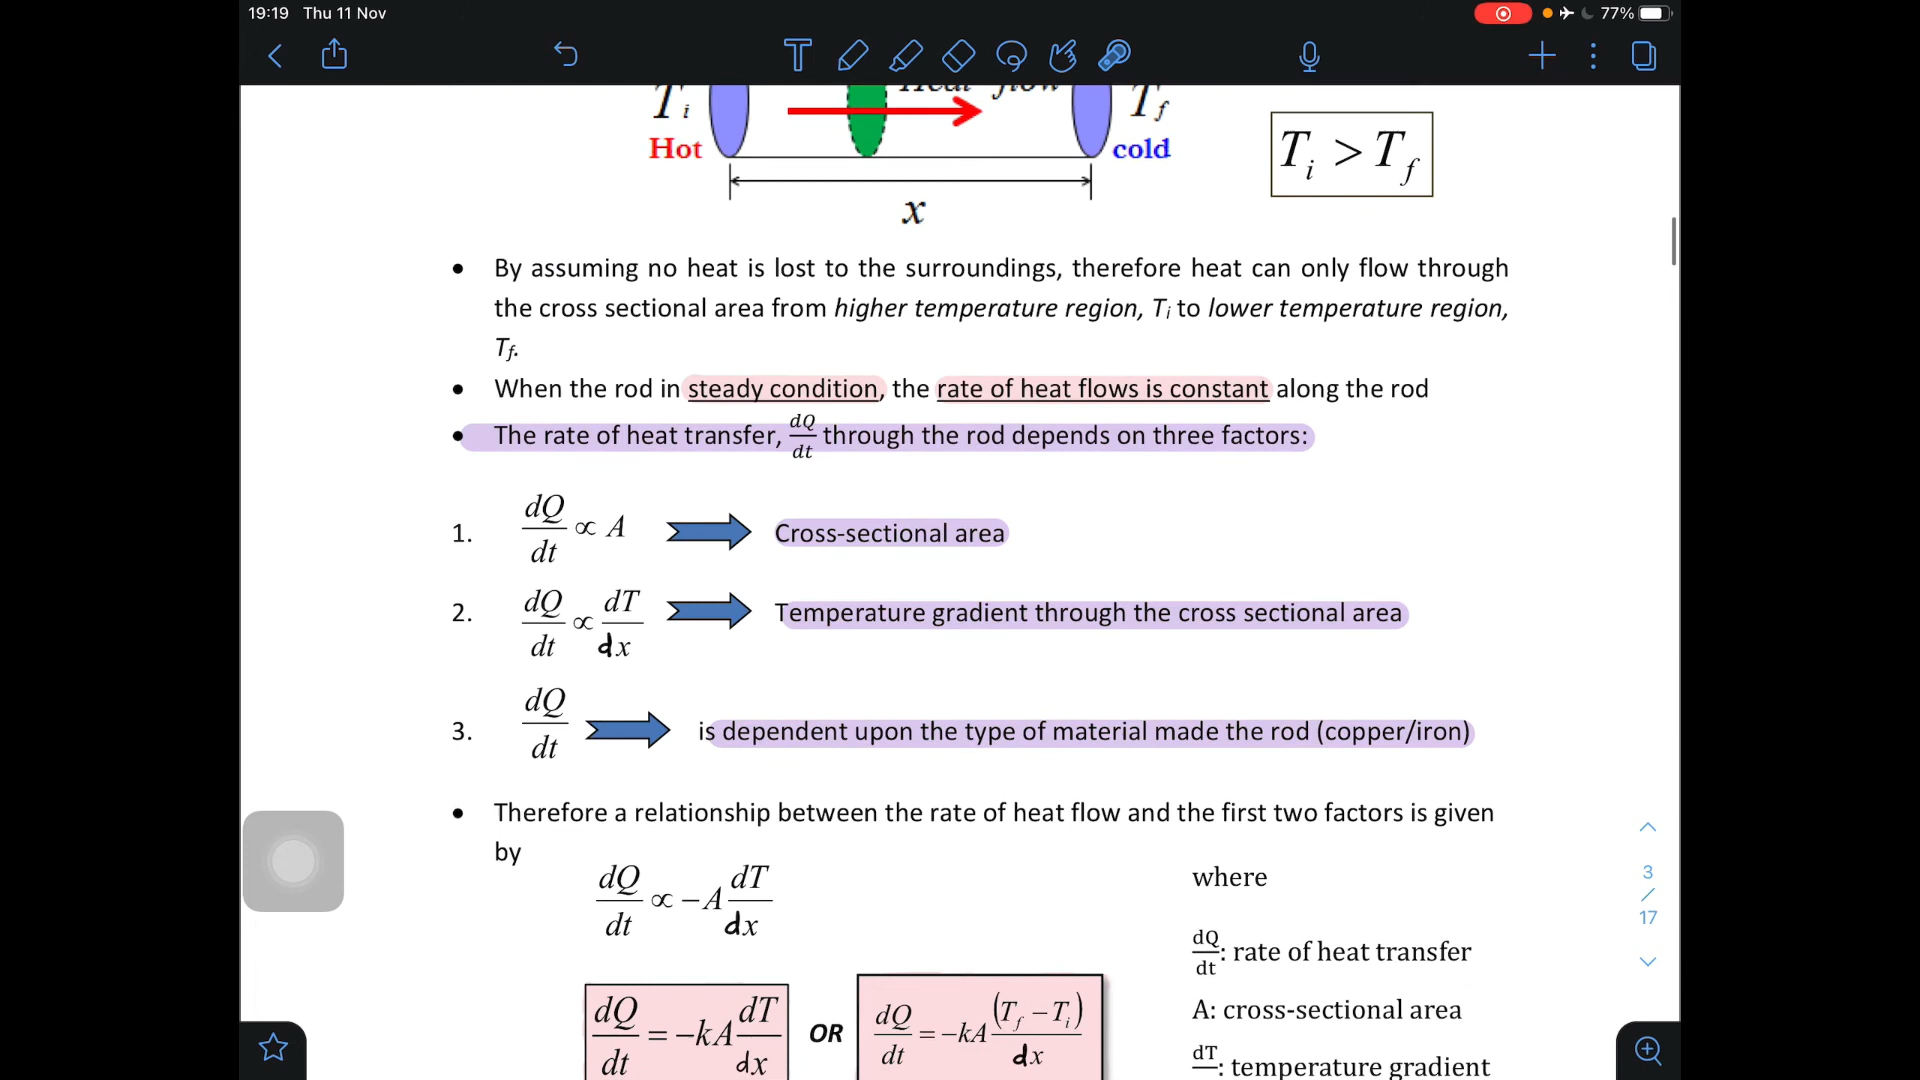 19:19 Thu 11 Nov 77%
T
T_i Heat flow T_f
Hot cold
T_i > T_f
x
• By assuming no heat is lost to the surroundings, therefore heat can only flow through
the cross sectional area from higher temperature region, T_i to lower temperature region,
T_f.
• When the rod in steady condition, the rate of heat flows is constant along the rod
• The rate of heat transfer, dQ/dt through the rod depends on three factors:
1. dQ/dt ∝ A Cross-sectional area
2. dQ/dt ∝ dT/dx Temperature gradient through the cross sectional area
3. dQ/dt is dependent upon the type of material made the rod (copper/iron)
• Therefore a relationship between the rate of heat flow and the first two factors is given
by
dQ/dt ∝ −A dT/dx
where
dQ/dt: rate of heat transfer
A: cross-sectional area
dT: temperature gradient
dQ/dt = −kA dT/dx OR dQ/dt = −kA (T_f − T_i)/dx
3
/
17